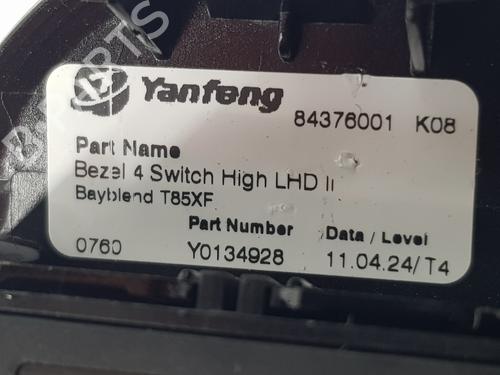 Yanfeng
84376001 K08
Part Name
Bezel 4 Switch High LHD II
Bayblend T85XF
Part Number Data / Level
0760 Y0134928 11.04.24/T4
B-PARTS